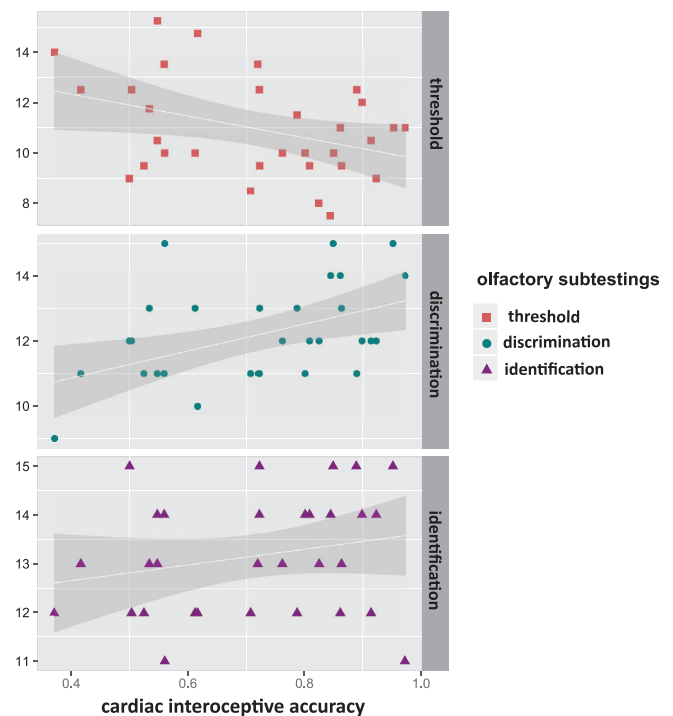 14
12
10
8
threshold
14
12
10
discrimination
15
14
13
12
11
identification
0.4 0.6 0.8 1.0
cardiac interoceptive accuracy
olfactory subtestings
threshold
discrimination
identification